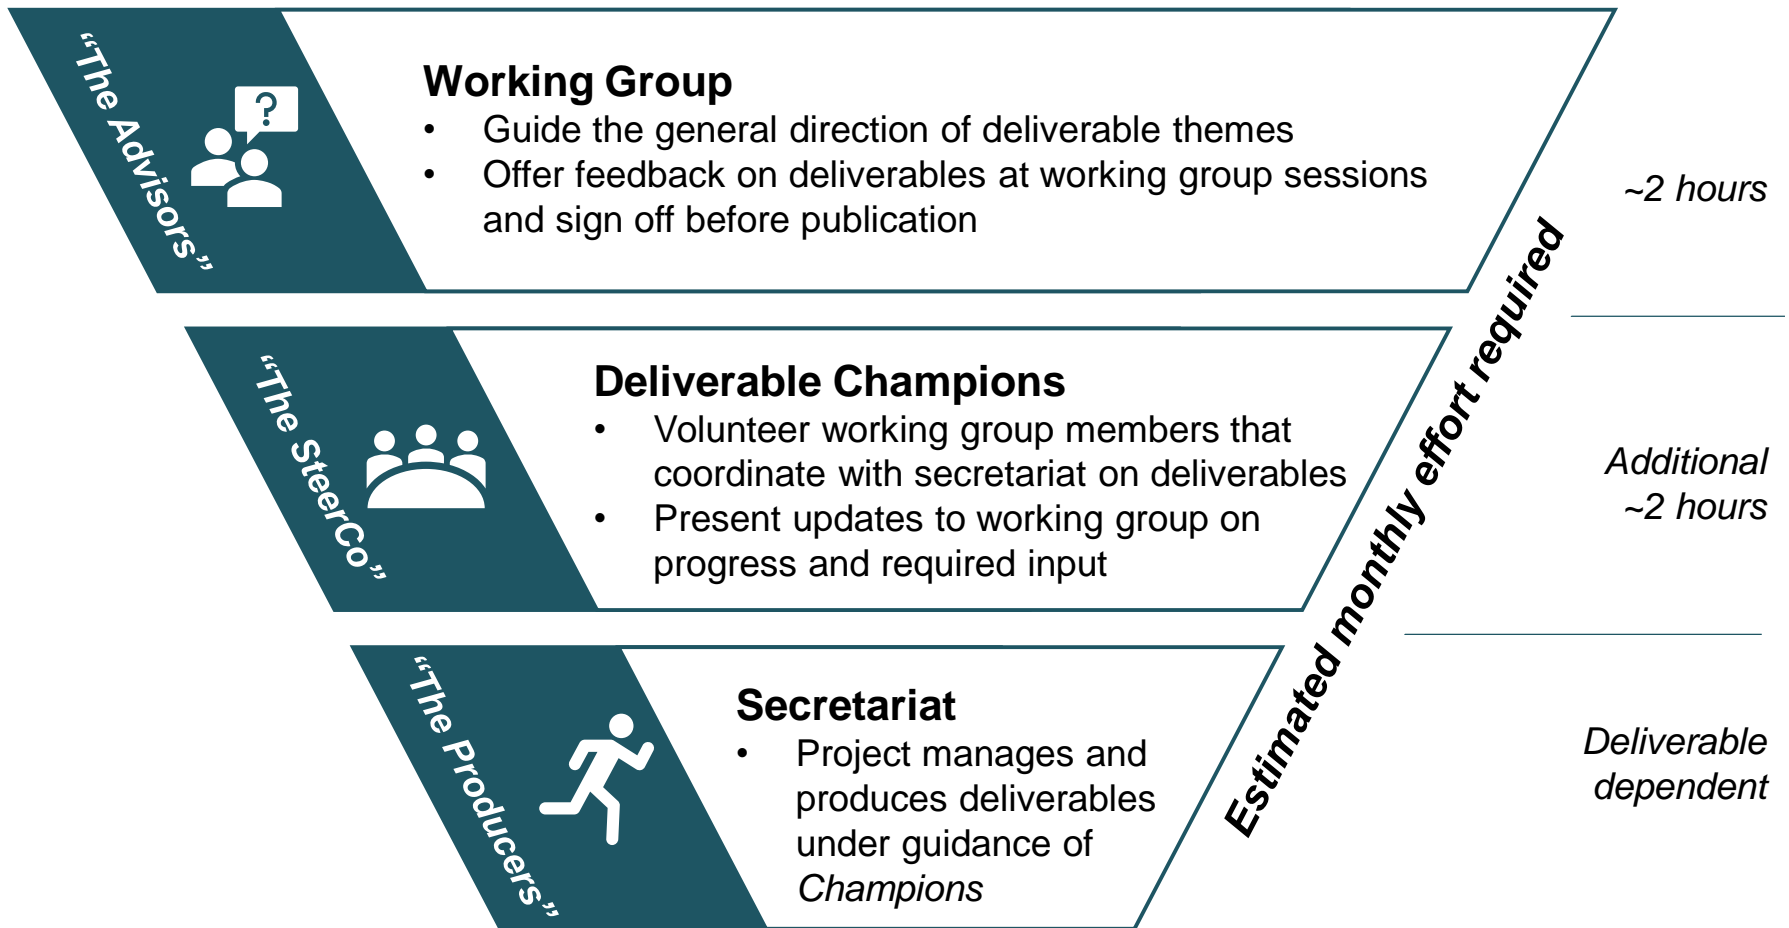 “The Advisors”
Working Group
• Guide the general direction of deliverable themes
• Offer feedback on deliverables at working group sessions
and sign off before publication
~2 hours
“The SteerCo”
Deliverable Champions
• Volunteer working group members that
coordinate with secretariat on deliverables
• Present updates to working group on
progress and required input
Additional
~2 hours
“The Producers”
Secretariat
• Project manages and
produces deliverables
under guidance of
Champions
Deliverable
dependent
Estimated monthly effort required
?